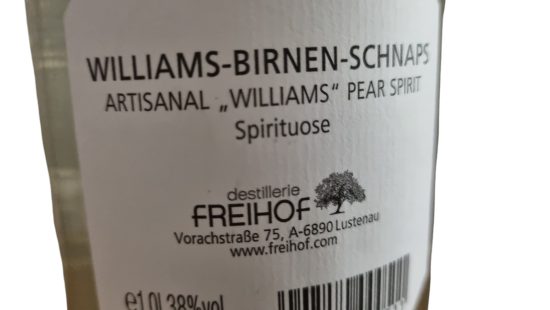 WILLIAMS-BIRNEN-SCHNAPS
ARTISANAL „WILLIAMS“ PEAR SPIRIT
Spirituose
destillerie
FREIHOF
Vorachstraße 75, A-6890 Lustenau
www.freihof.com
℮1,0l 38%vol